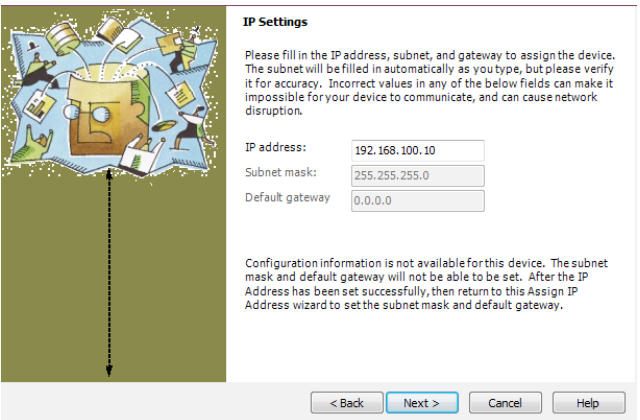 IP Settings
Please fill in the IP address, subnet, and gateway to assign the device.
The subnet will be filled in automatically as you type, but please verify
it for accuracy. Incorrect values in any of the below fields can make it
impossible for your device to communicate, and can cause network
disruption.
IP address: 192.168.100.10
Subnet mask: 255.255.255.0
Default gateway 0.0.0.0
Configuration information is not available for this device. The subnet
mask and default gateway will not be able to be set. After the IP
Address has been set successfully, then return to this Assign IP
Address wizard to set the subnet mask and default gateway.
< Back Next > Cancel Help